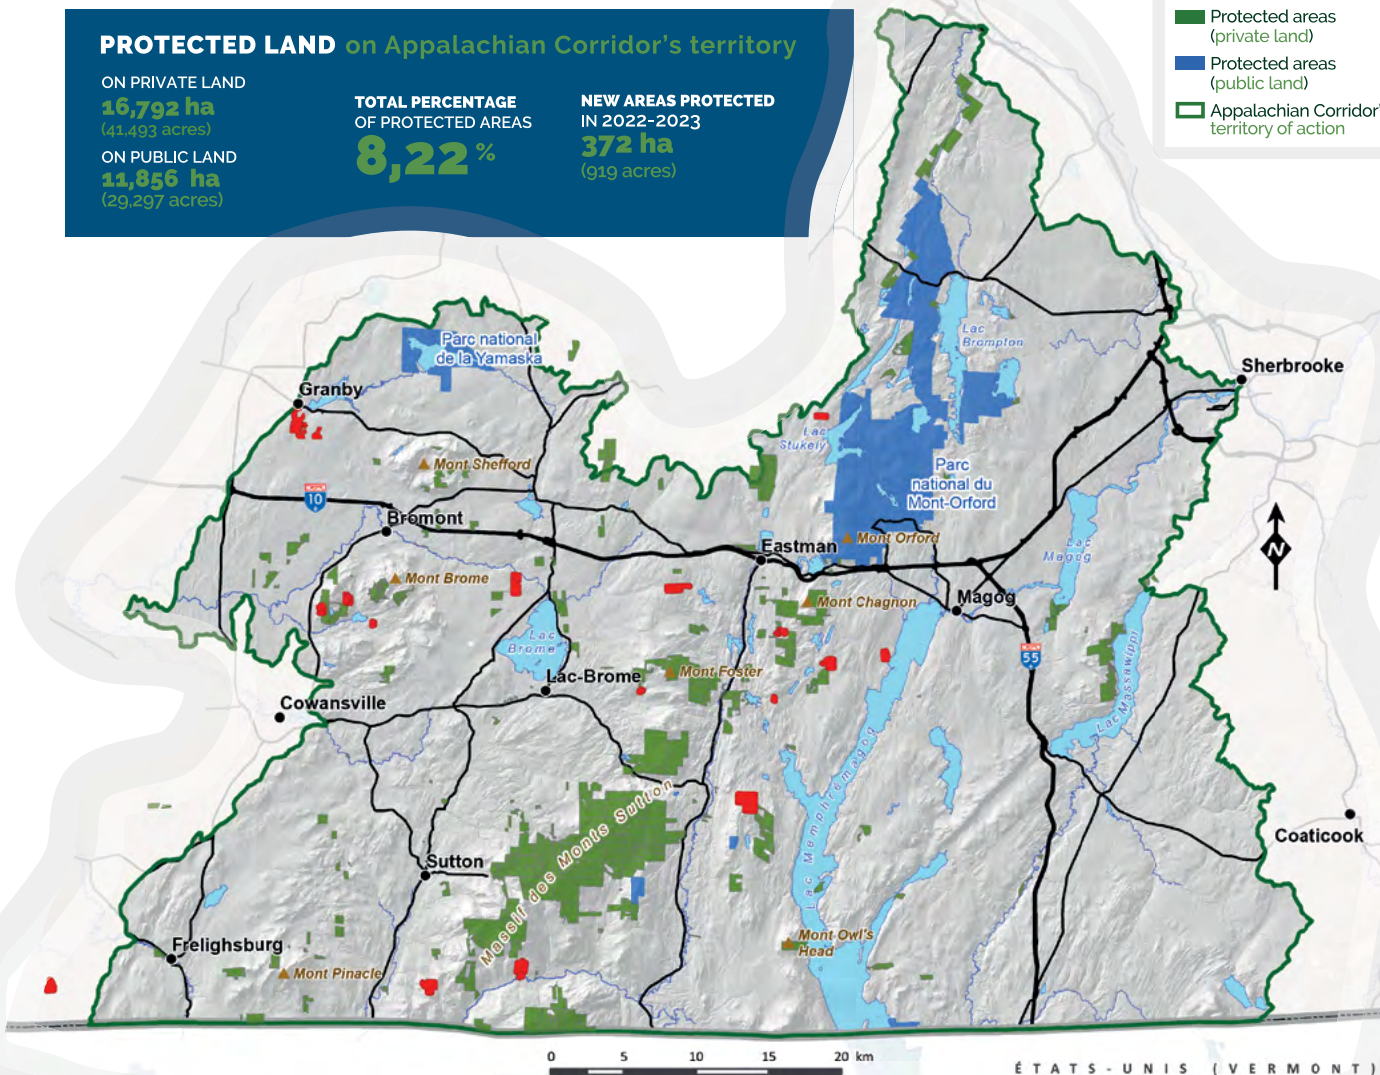 PROTECTED LAND on Appalachian Corridor's territory
ON PRIVATE LAND
16,792 ha
(41,493 acres)
ON PUBLIC LAND
11,856 ha
(29,297 acres)
TOTAL PERCENTAGE
OF PROTECTED AREAS
8,22 %
NEW AREAS PROTECTED
IN 2022-2023
372 ha
(919 acres)
Protected areas
(private land)
Protected areas
(public land)
Appalachian Corridor'
territory of action
Parc national
de la Yamaska
Granby
Lac
Brompton
Sherbrooke
Lac
Stukely
Mont Shefford
Parc
national du
Mont-Orford
10
Bromont
Eastman
Mont Orford
Lac
Magog
N
Mont Brome
Mont Chagnon
Magog
Lac
Brome
55
Lac-Brome
Mont Foster
Lac Massawippi
Cowansville
Lac Memphrémagog
Massif des Monts Sutton
Coaticook
Sutton
Frelighsburg
Mont Owl's
Head
Mont Pinacle
0 5 10 15 20 km
ÉTATS-UNIS (VERMONT)